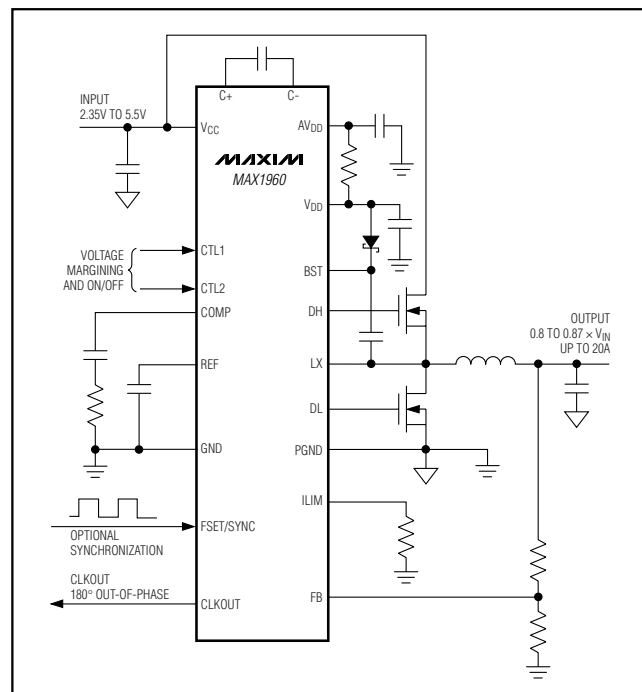 C+
C-
INPUT
2.35V TO 5.5V
VCC
AVDD
MAXIM
MAX1960
VDD
VOLTAGE
MARGINING
AND ON/OFF
CTL1
CTL2
BST
COMP
DH
OUTPUT
0.8 TO 0.87 × VIN
UP TO 20A
REF
LX
DL
GND
PGND
ILIM
FSET/SYNC
OPTIONAL
SYNCHRONIZATION
CLKOUT
180° OUT-OF-PHASE
CLKOUT
FB